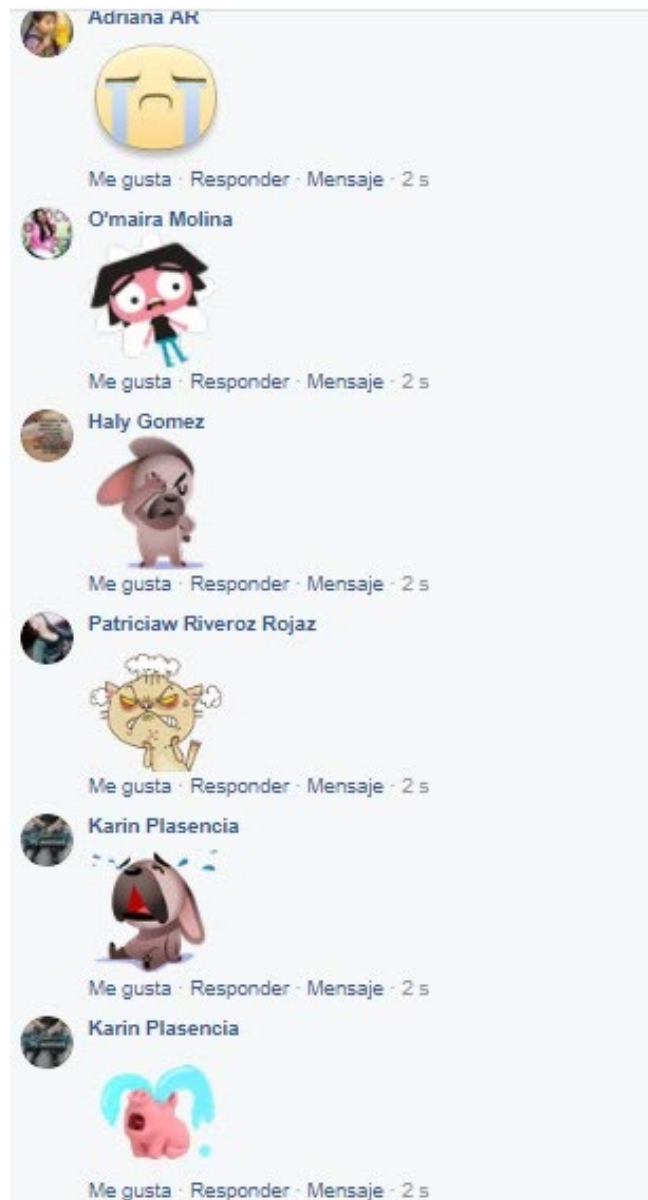 Adriana AR
Me gusta · Responder · Mensaje · 2 s
O'maira Molina
Me gusta · Responder · Mensaje · 2 s
Haly Gomez
Me gusta · Responder · Mensaje · 2 s
Patriciaw Riveroz Rojaz
Me gusta · Responder · Mensaje · 2 s
Karin Plasencia
Me gusta · Responder · Mensaje · 2 s
Karin Plasencia
Me gusta · Responder · Mensaje · 2 s